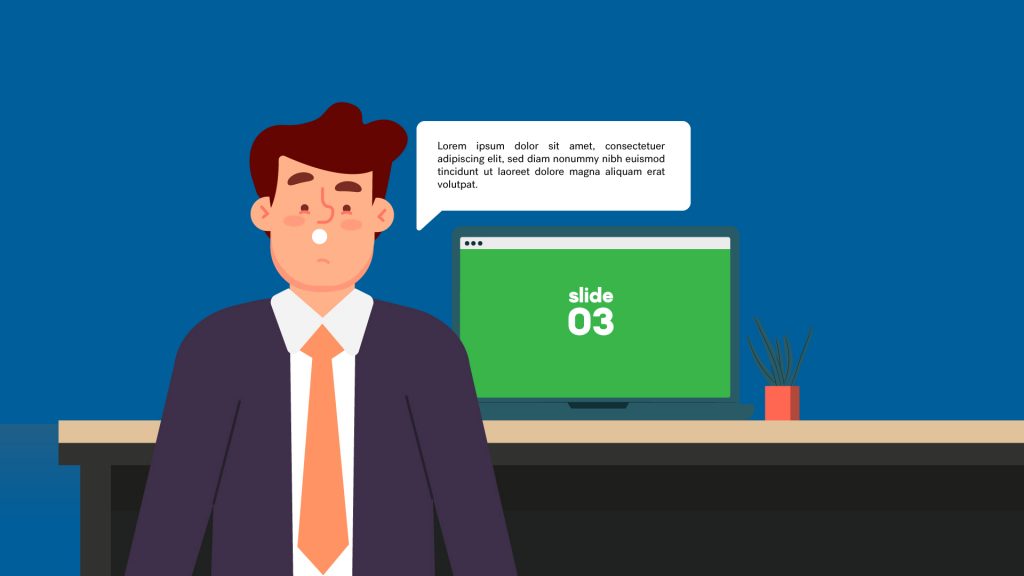 Lorem ipsum dolor sit amet, consectetuer
adipiscing elit, sed diam nonummy nibh euismod
tincidunt ut laoreet dolore magna aliquam erat
volutpat.
slide
03